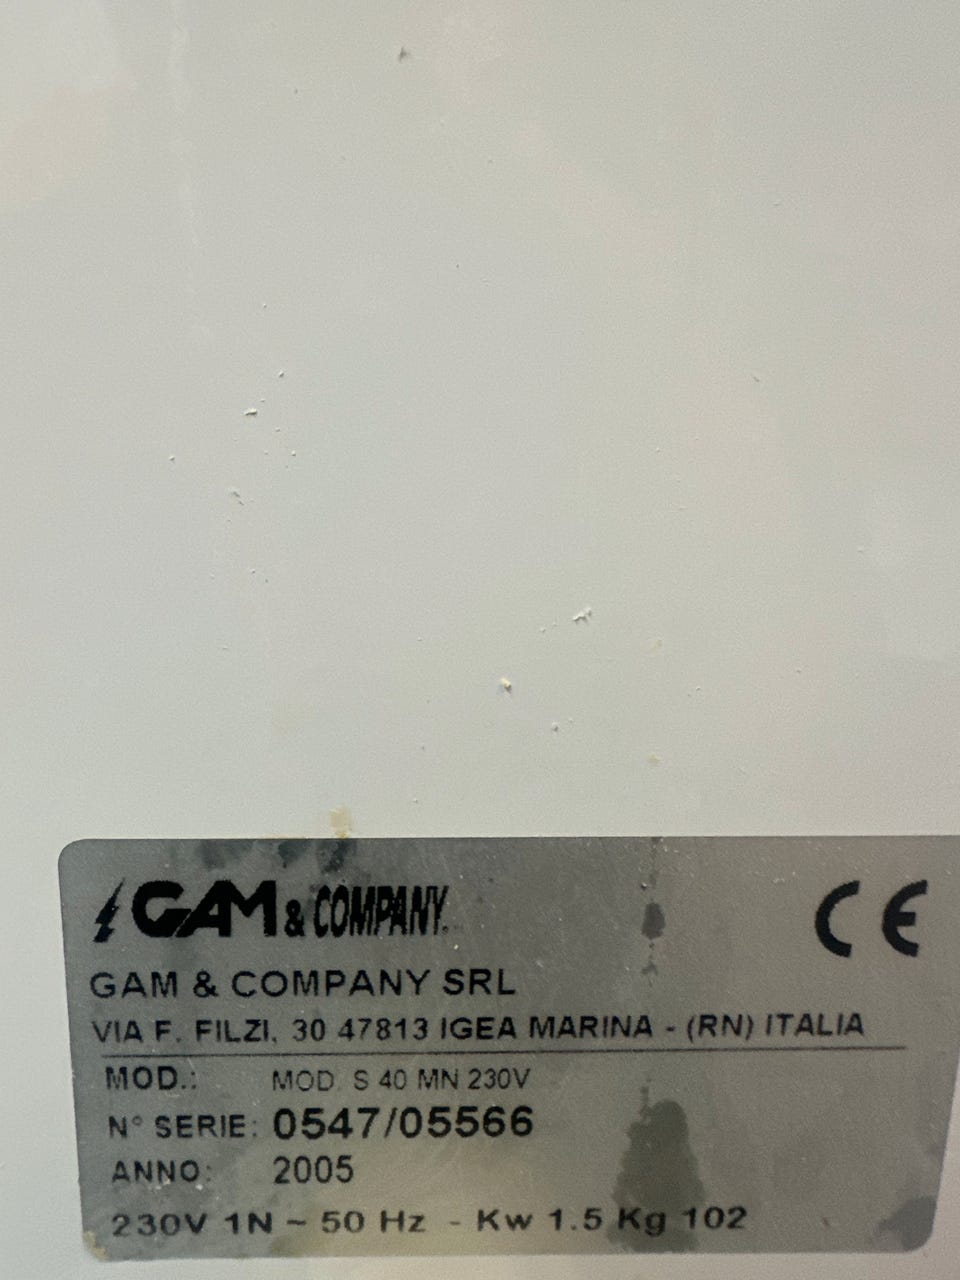 GAM & COMPANY.
CE
GAM & COMPANY SRL
VIA F. FILZI, 30 47813 IGEA MARINA - (RN) ITALIA
MOD.: MOD. S 40 MN 230V
N° SERIE: 0547/05566
ANNO: 2005
230V 1N ~ 50 Hz - Kw 1.5 Kg 102